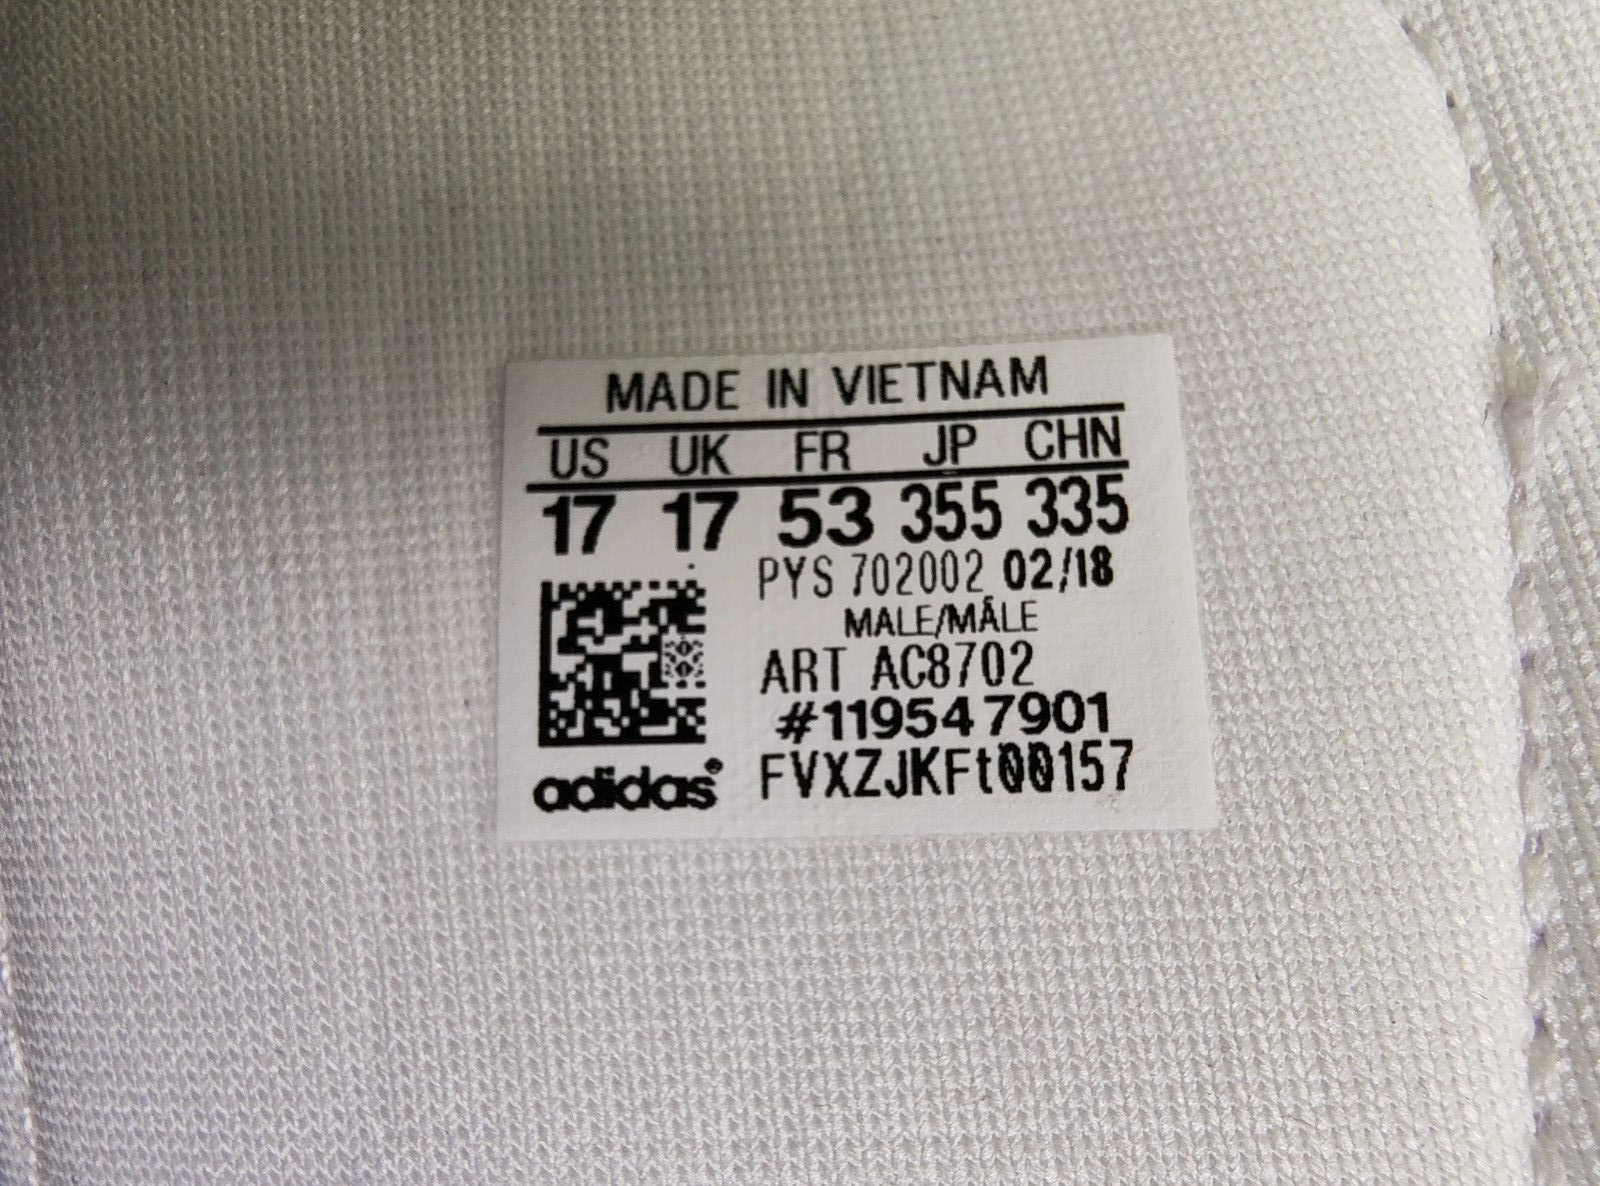 MADE IN VIETNAM
US UK FR JP CHN
17 17 53 355 335
PYS 702002 02/18
MALE/MÂLE
ART AC8702
#119547901
FVXZJKFt00157
adidas®